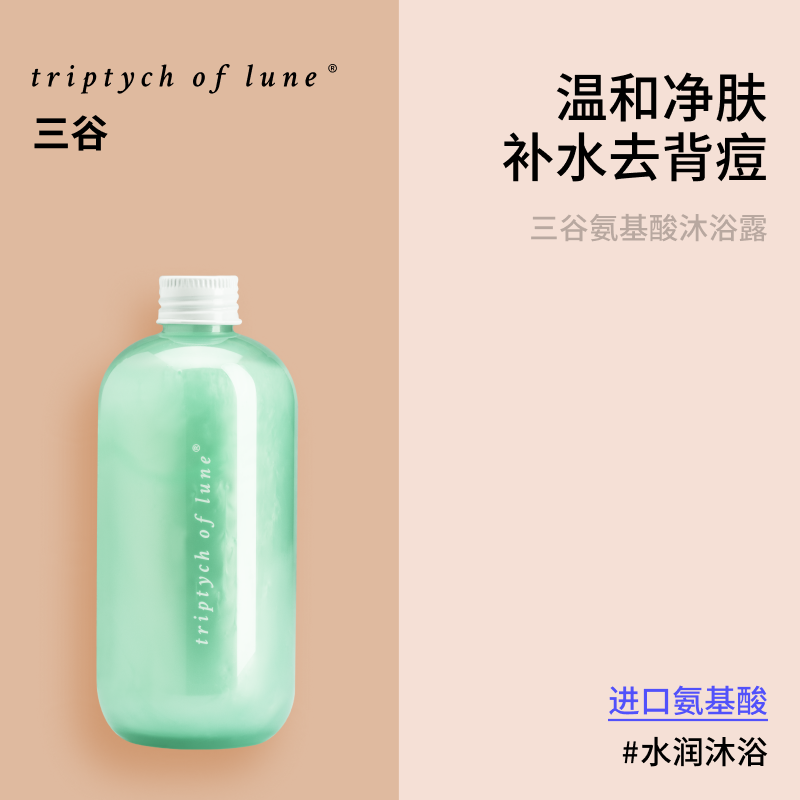 triptych of lune®
三谷
温和净肤
补水去背痘
三谷氨基酸沐浴露
triptych of lune®
进口氨基酸
#水润沐浴